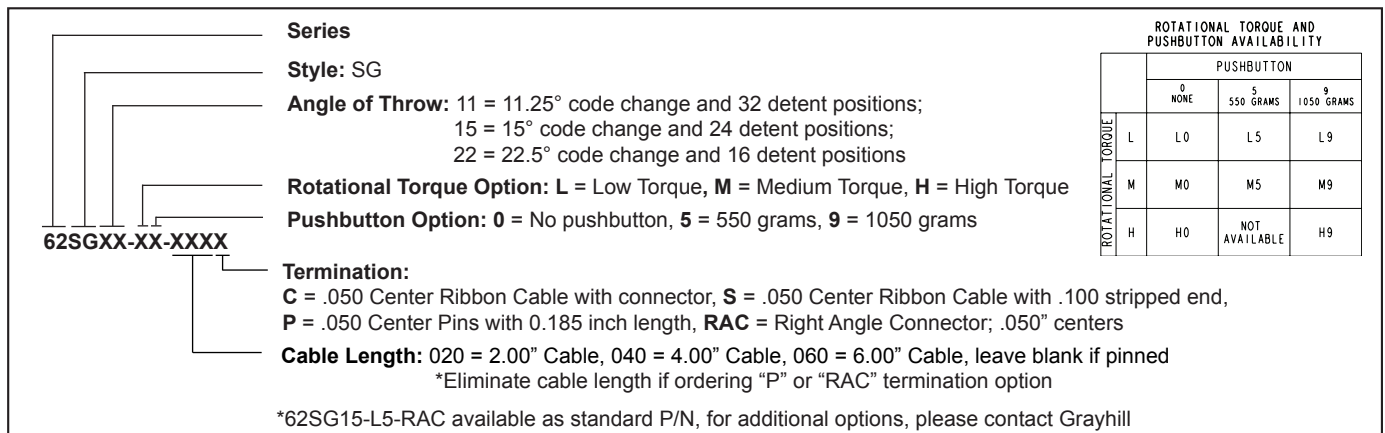 Series
Style: SG
Angle of Throw: 11 = 11.25° code change and 32 detent positions;
15 = 15° code change and 24 detent positions;
22 = 22.5° code change and 16 detent positions
Rotational Torque Option: L = Low Torque, M = Medium Torque, H = High Torque
Pushbutton Option: 0 = No pushbutton, 5 = 550 grams, 9 = 1050 grams
62SGXX-XX-XXXX
Termination:
C = .050 Center Ribbon Cable with connector, S = .050 Center Ribbon Cable with .100 stripped end,
P = .050 Center Pins with 0.185 inch length, RAC = Right Angle Connector; .050” centers
Cable Length: 020 = 2.00” Cable, 040 = 4.00” Cable, 060 = 6.00” Cable, leave blank if pinned
*Eliminate cable length if ordering “P” or “RAC” termination option
*62SG15-L5-RAC available as standard P/N, for additional options, please contact Grayhill
ROTATIONAL TORQUE AND
PUSHBUTTON AVAILABILITY
PUSHBUTTON
0 5 9
NONE 550 GRAMS 1050 GRAMS
ROTATIONAL TORQUE
L L0 L5 L9
M M0 M5 M9
H H0 NOT AVAILABLE H9